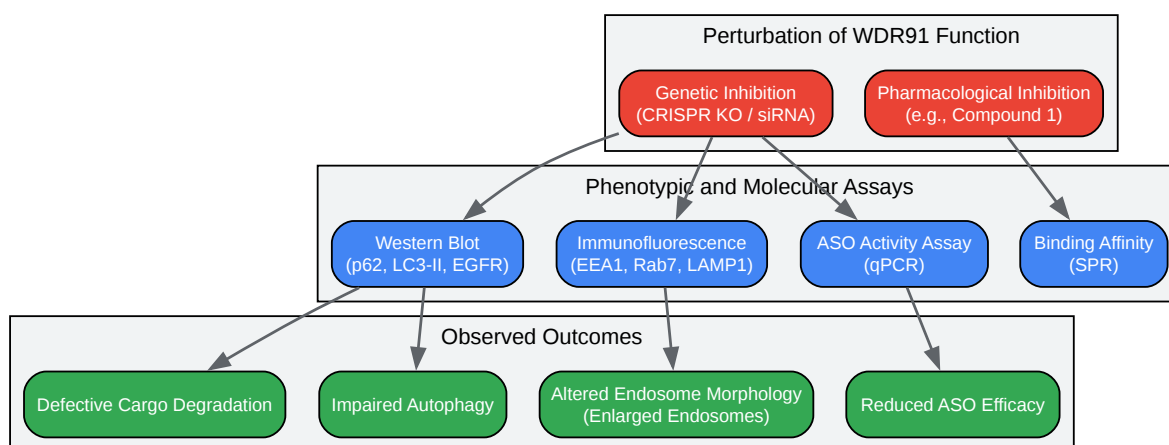 Perturbation of WDR91 Function
Genetic Inhibition
(CRISPR KO / siRNA)
Pharmacological Inhibition
(e.g., Compound 1)
Phenotypic and Molecular Assays
Western Blot
(p62, LC3-II, EGFR)
Immunofluorescence
(EEA1, Rab7, LAMP1)
ASO Activity Assay
(qPCR)
Binding Affinity
(SPR)
Observed Outcomes
Defective Cargo Degradation
Impaired Autophagy
Altered Endosome Morphology
(Enlarged Endosomes)
Reduced ASO Efficacy